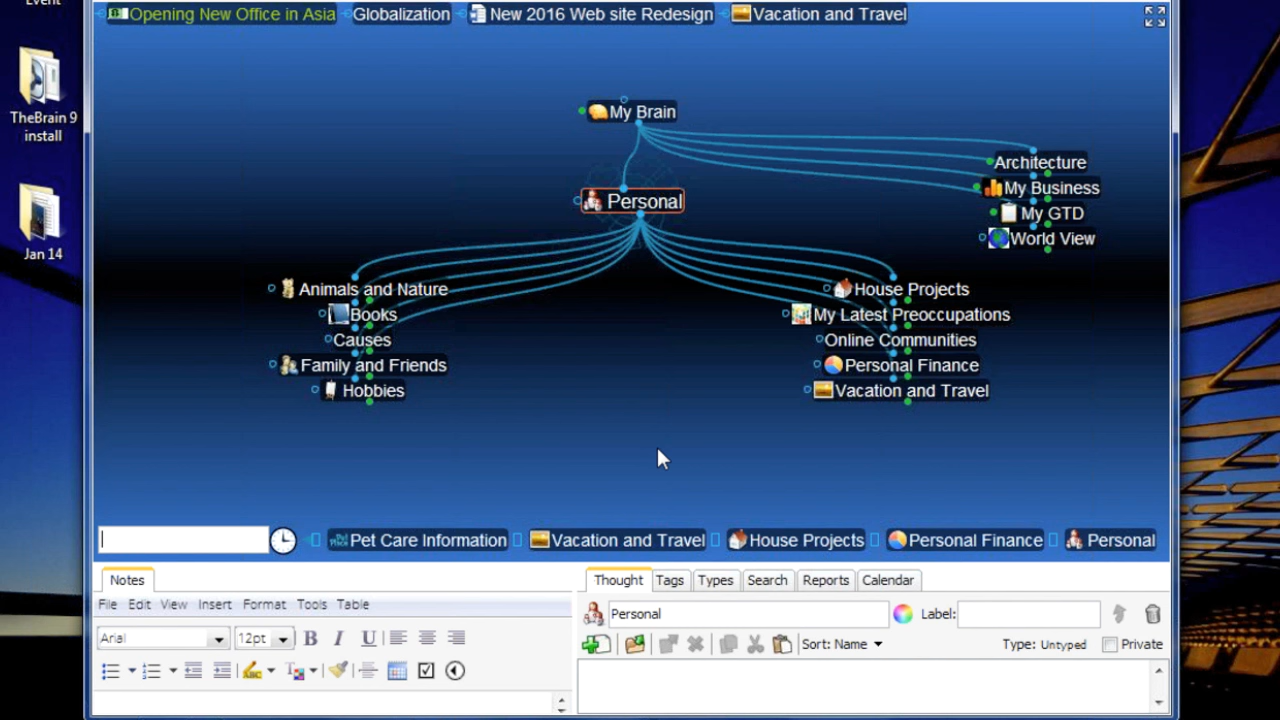 Event
Opening New Office in Asia Globalization New 2016 Web site Redesign Vacation and Travel
TheBrain 9
install
Jan 14
My Brain
Architecture
My Business
My GTD
World View
Personal
Animals and Nature
Books
Causes
Family and Friends
Hobbies
House Projects
My Latest Preoccupations
Online Communities
Personal Finance
Vacation and Travel
Pet Care Information Vacation and Travel House Projects Personal Finance Personal
Notes
File Edit View Insert Format Tools Table
Arial 12pt B I U
Thought Tags Types Search Reports Calendar
Personal Label:
Sort: Name Type: Untyped Private